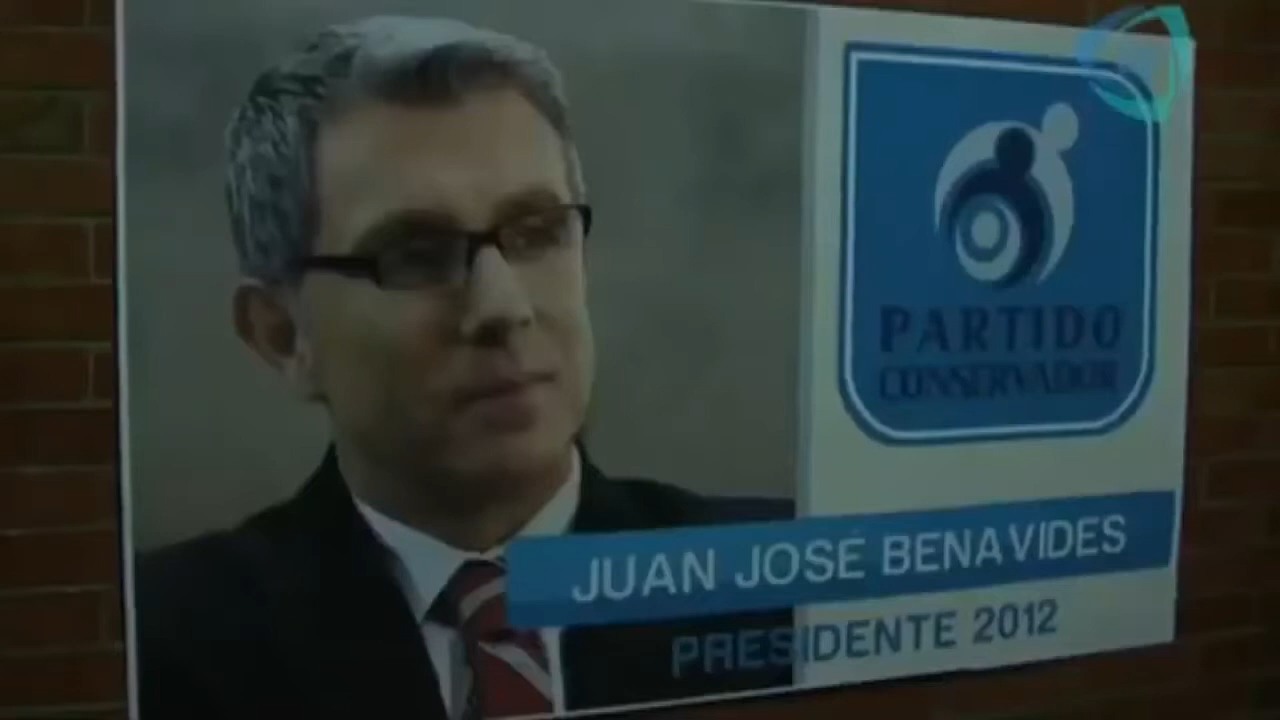 PARTIDO
CONSERVADOR
JUAN JOSÉ BENAVIDES
PRESIDENTE 2012